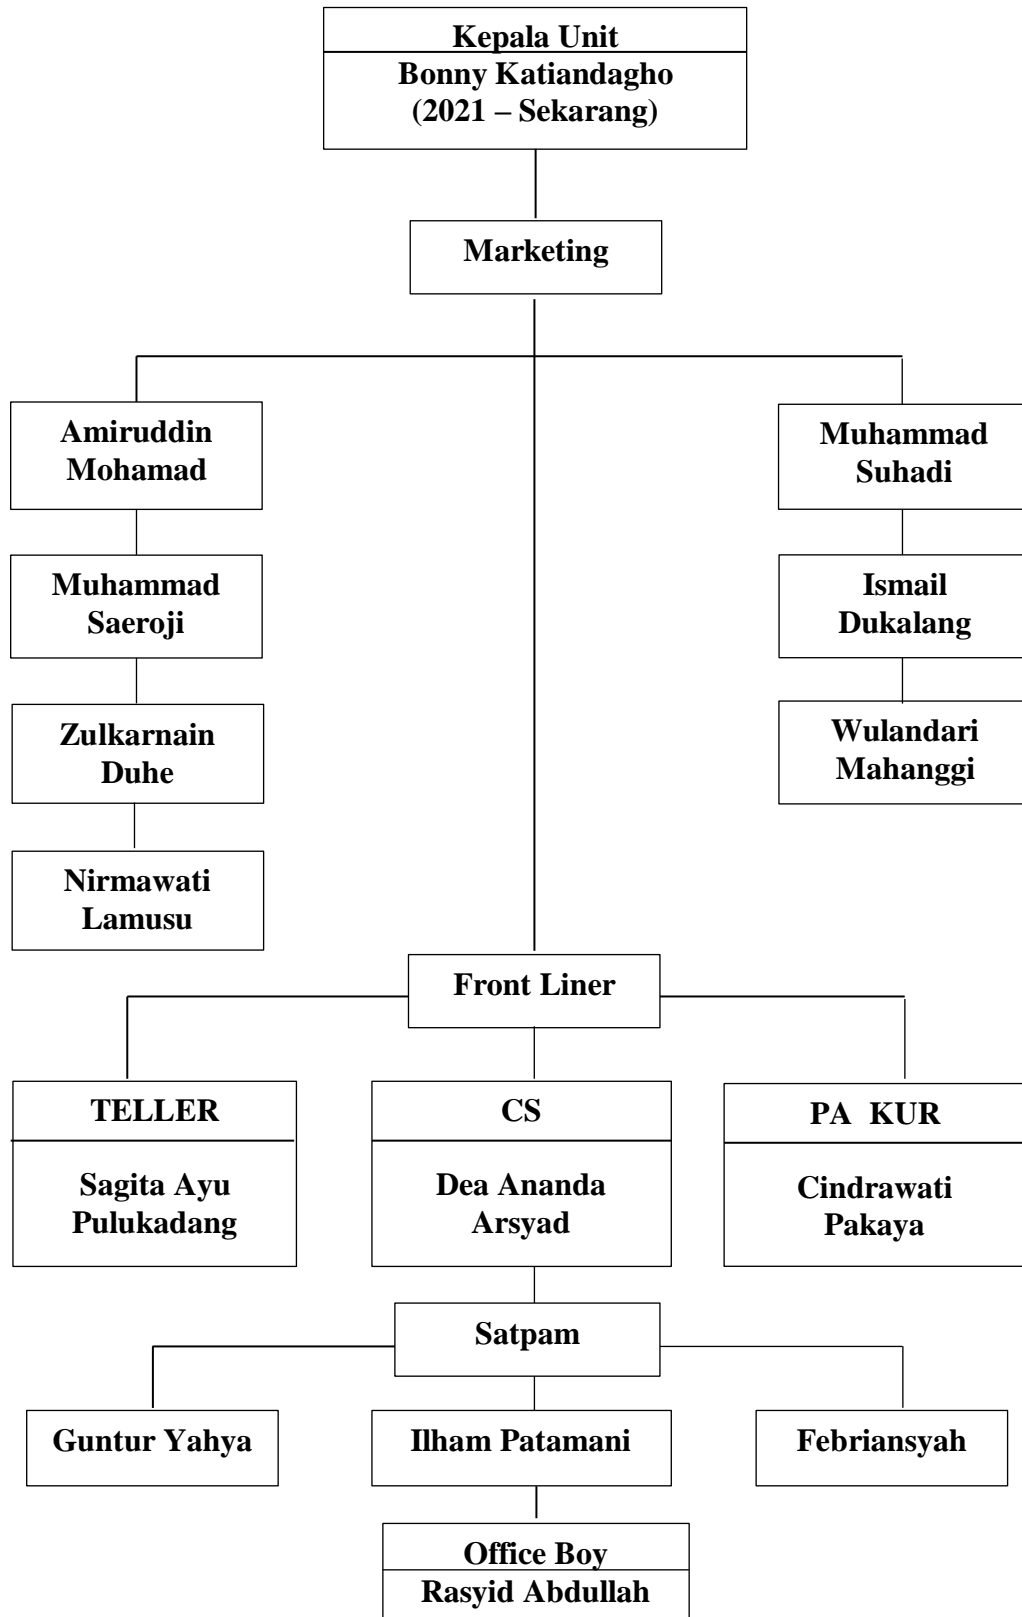 Kepala Unit
Bonny Katiandagho
(2021 – Sekarang)
Marketing
Amiruddin
Mohamad
Muhammad
Suhadi
Muhammad
Saeroji
Ismail
Dukalang
Zulkarnain
Duhe
Wulandari
Mahanggi
Nirmawati
Lamusu
Front Liner
TELLER
Sagita Ayu
Pulukadang
CS
Dea Ananda
Arsyad
PA KUR
Cindrawati
Pakaya
Satpam
Guntur Yahya
Ilham Patamani
Febriansyah
Office Boy
Rasyid Abdullah